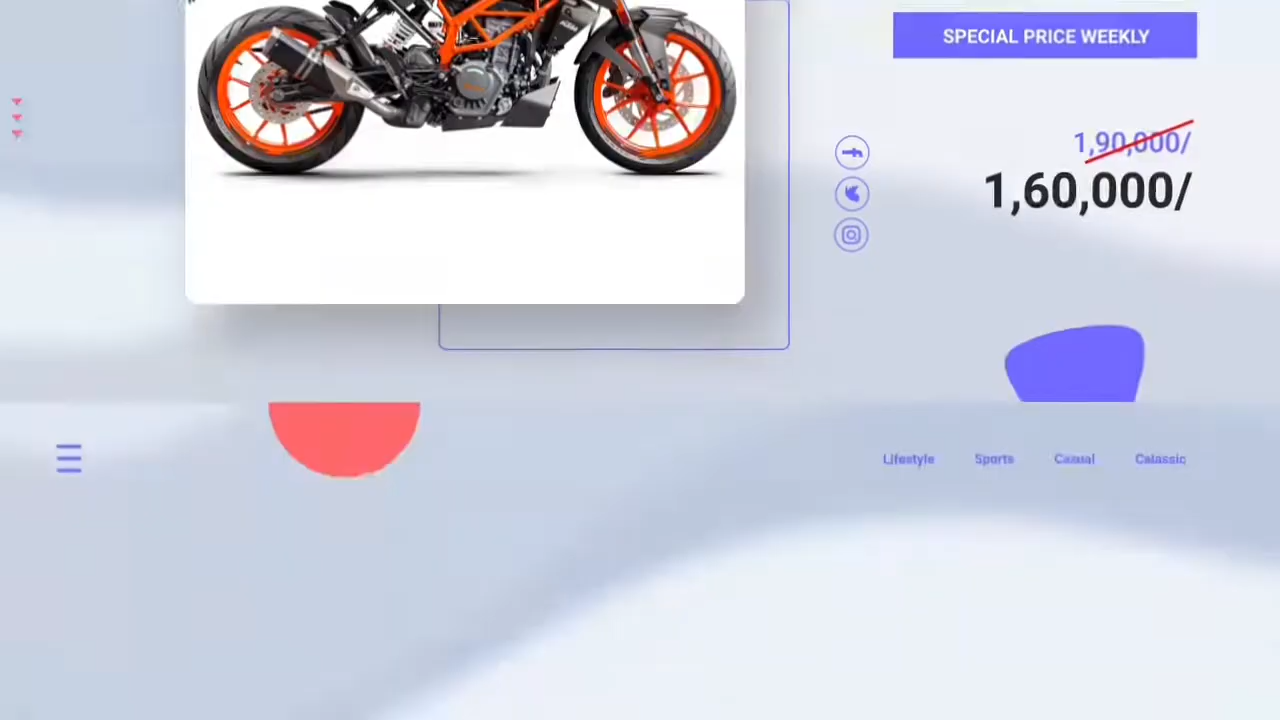 SPECIAL PRICE WEEKLY
1,90,000/
1,60,000/
Lifestyle
Sports
Casual
Calassic